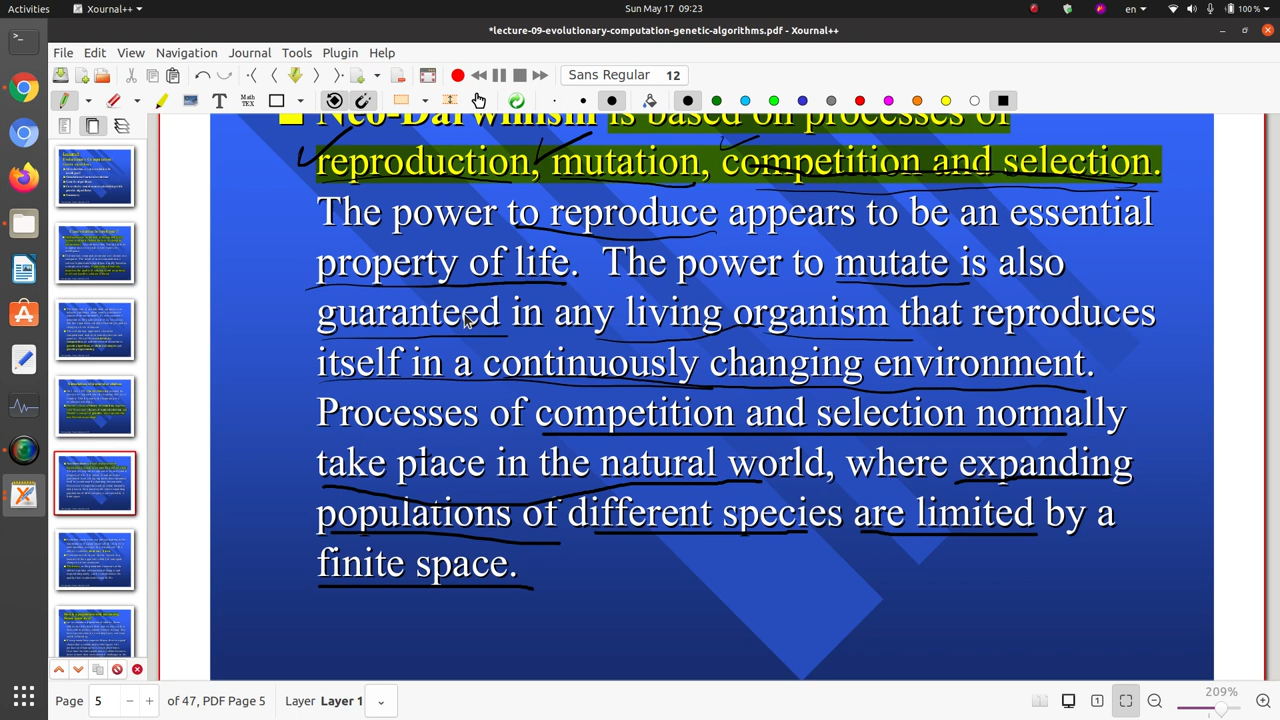 Activities
Xournal++
Sun May 17 09:23
en
100 %
*lecture-09-evolutionary-computation-genetic-algorithms.pdf - Xournal++
File Edit View Navigation Journal Tools Plugin Help
Sans Regular 12
Neo-Darwinism is based on processes of
reproduction, mutation, competition and selection.
The power to reproduce appears to be an essential
property of life. The power to mutate is also
guaranteed in any living organism that reproduces
itself in a continuously changing environment.
Processes of competition and selection normally
take place in the natural world, where expanding
populations of different species are limited by a
finite space.
Page 5 of 47, PDF Page 5 Layer Layer 1
209%